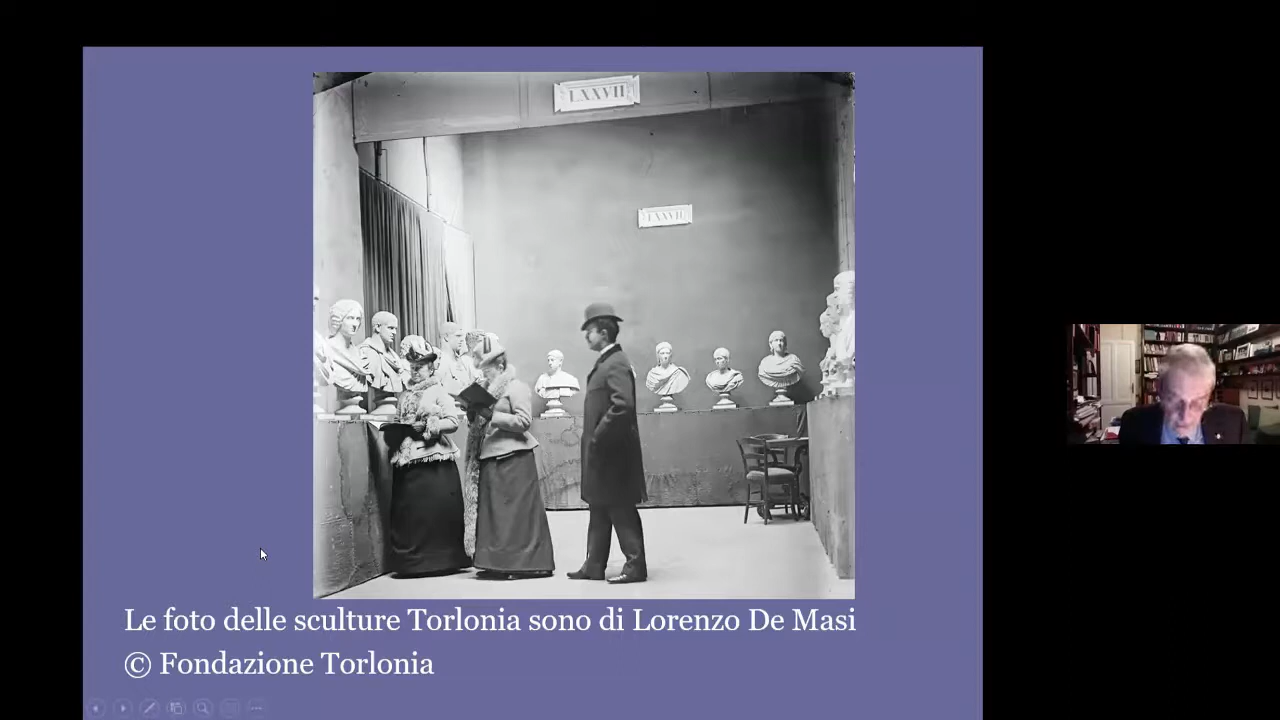 LXXVII
LXXVII
Le foto delle sculture Torlonia sono di Lorenzo De Masi
© Fondazione Torlonia